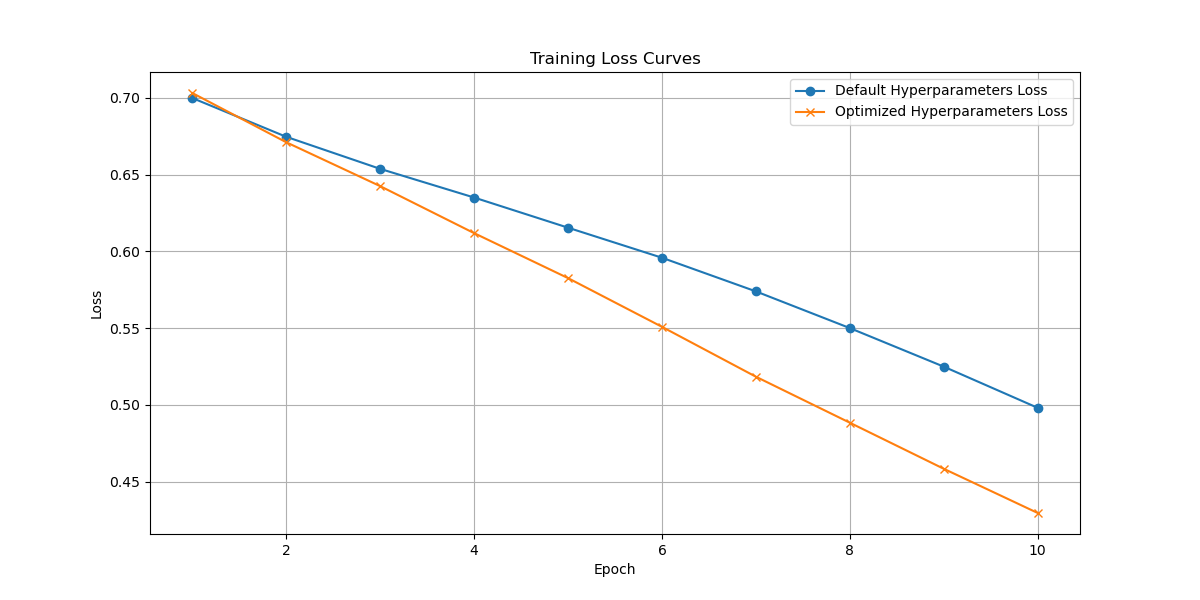 Training Loss Curves
Default Hyperparameters Loss
Optimized Hyperparameters Loss
0.70
0.65
0.60
0.55
0.50
0.45
Loss
2 4 6 8 10
Epoch